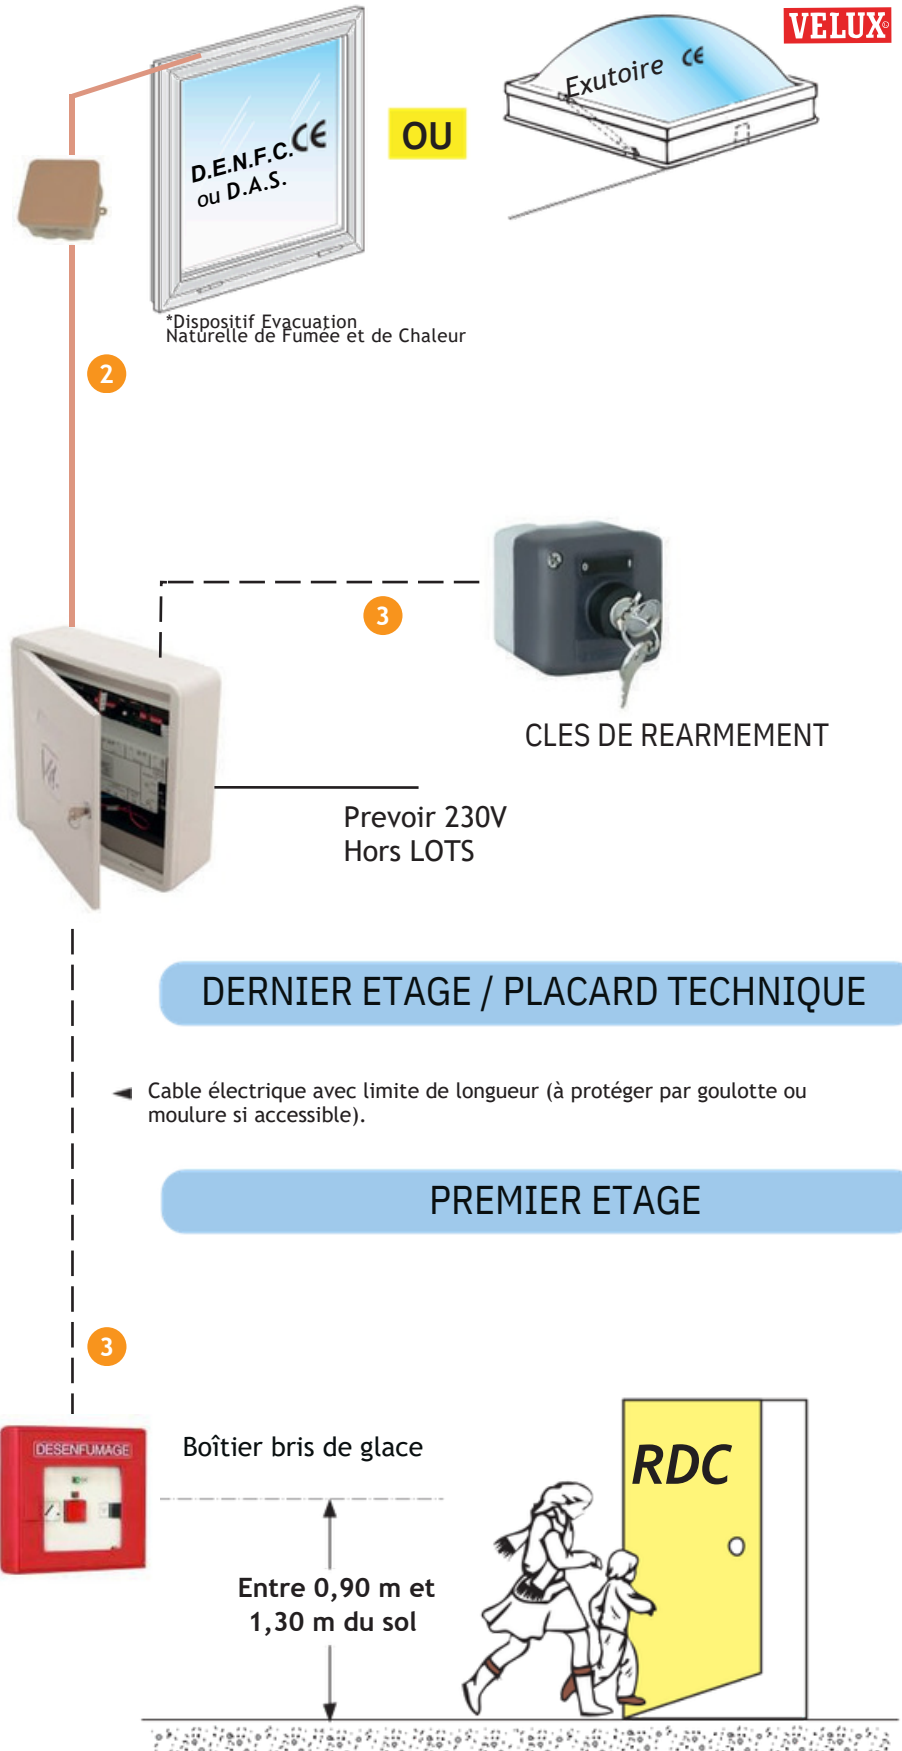 VELUX
Exutoire CE
OU
D.E.N.F.C. CE
ou D.A.S.
*Dispositif Evacuation
Naturelle de Fumée et de Chaleur
2
3
CLES DE REARMEMENT
Prevoir 230V
Hors LOTS
DERNIER ETAGE / PLACARD TECHNIQUE
Cable électrique avec limite de longueur (à protéger par goulotte ou
moulure si accessible).
PREMIER ETAGE
3
DESENFUMAGE
Boîtier bris de glace
RDC
Entre 0,90 m et
1,30 m du sol